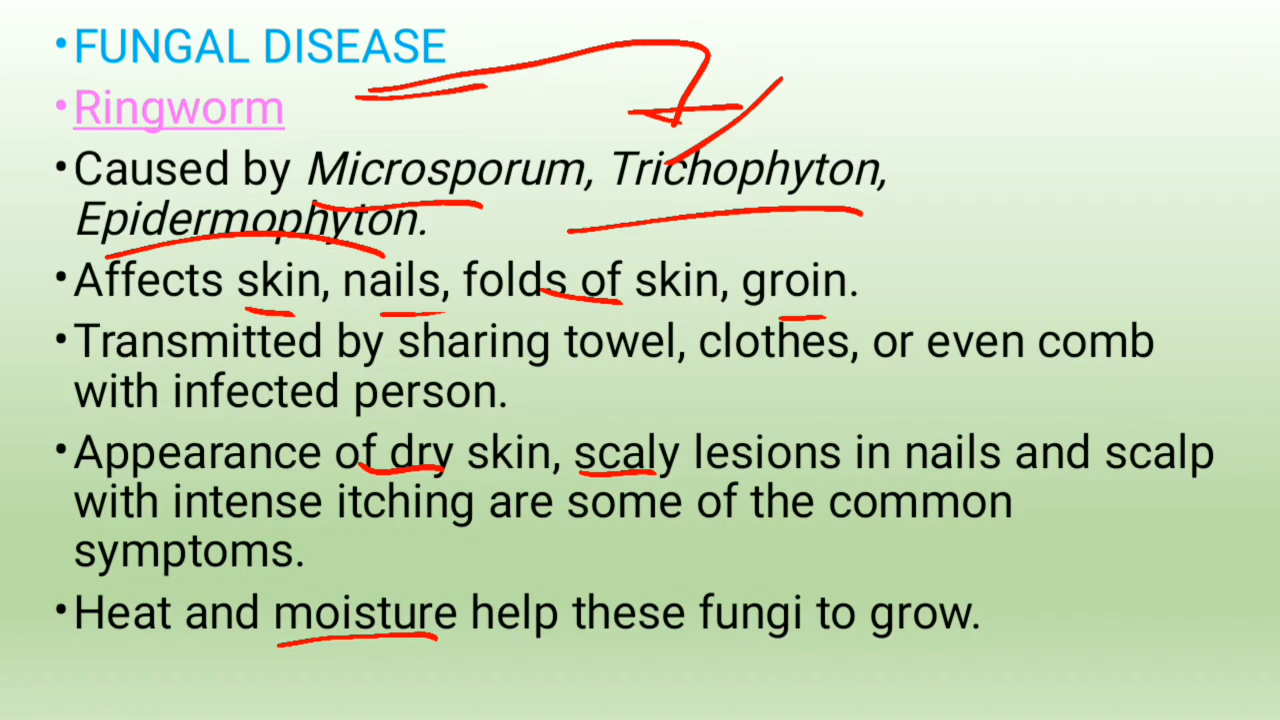 •FUNGAL DISEASE
•Ringworm
•Caused by Microsporum, Trichophyton,
Epidermophyton.
•Affects skin, nails, folds of skin, groin.
•Transmitted by sharing towel, clothes, or even comb
with infected person.
•Appearance of dry skin, scaly lesions in nails and scalp
with intense itching are some of the common
symptoms.
•Heat and moisture help these fungi to grow.